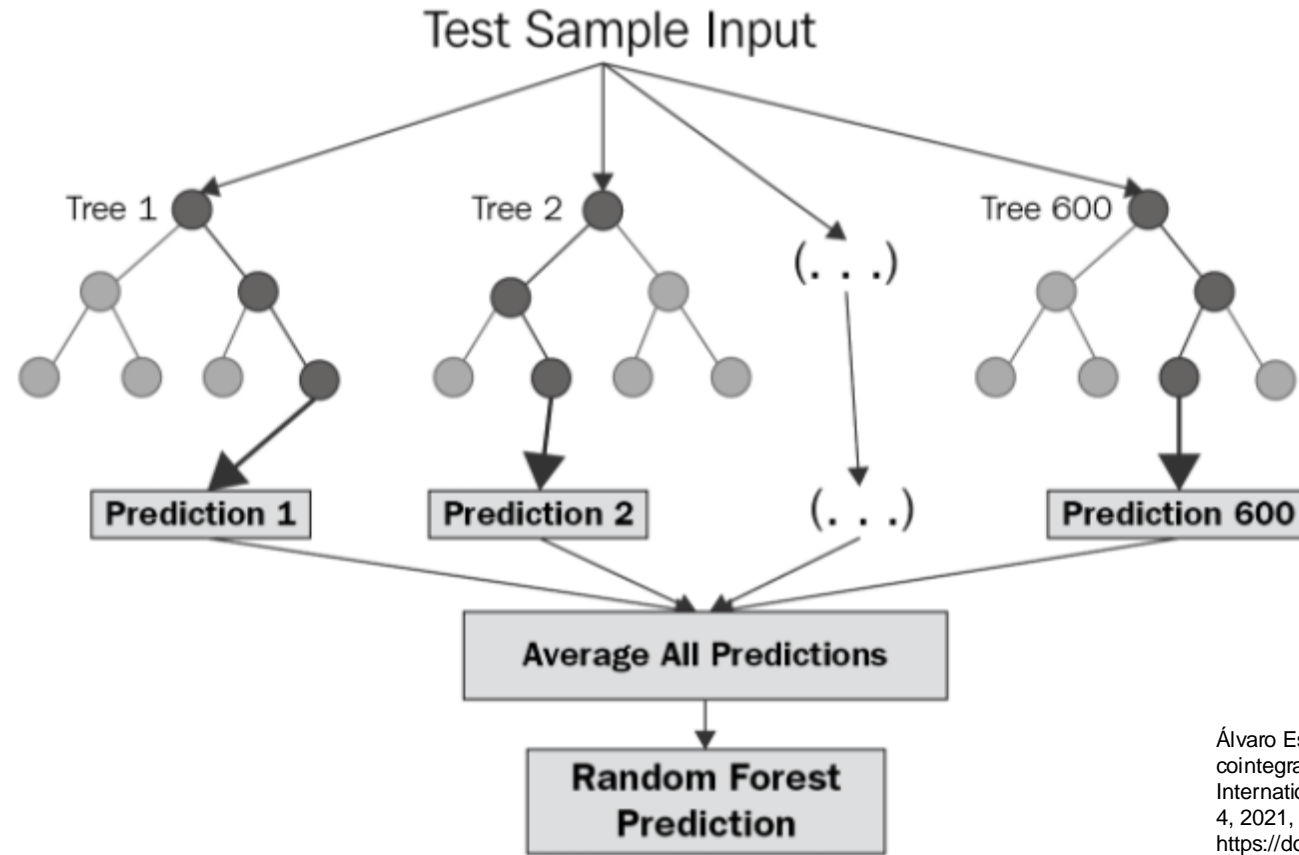 Test Sample Input
Tree 1
Tree 2
Tree 600
(. . .)
Prediction 1
Prediction 2
(. . .)
Prediction 600
Average All Predictions
Random Forest
Prediction
Álvaro
cointegra
Internatio
4, 2021,
https://do